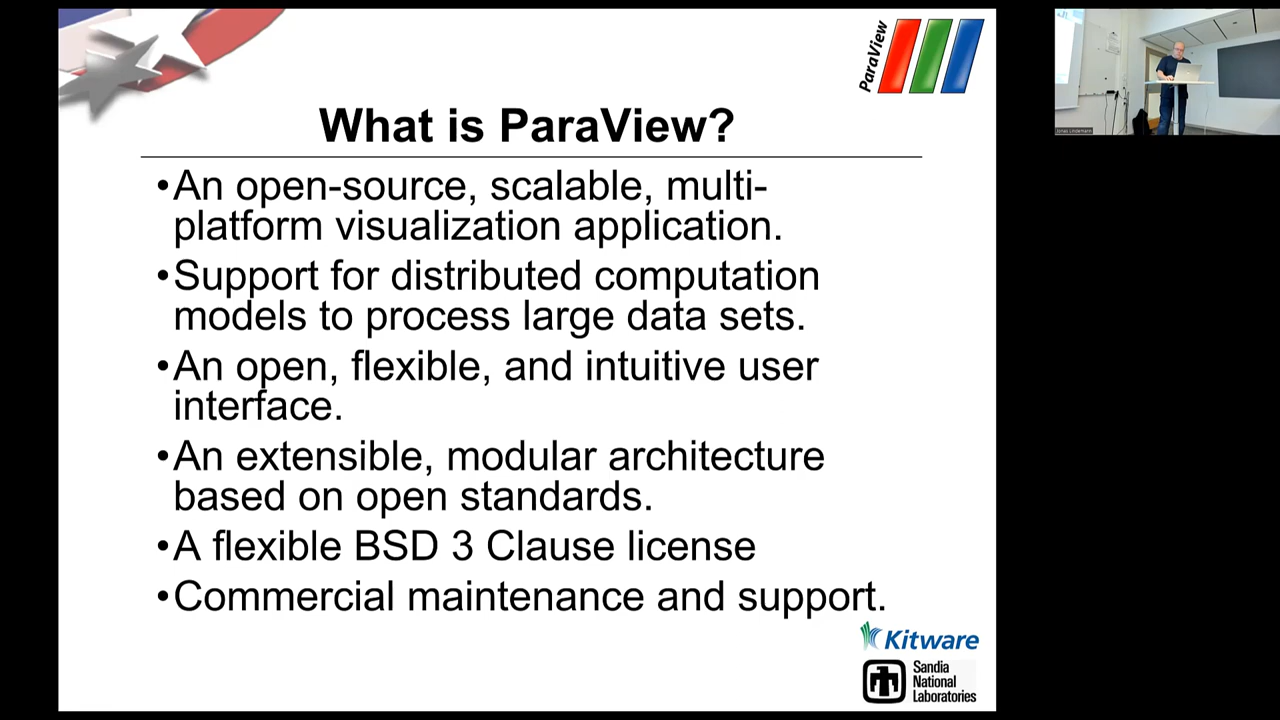 ParaView
What is ParaView?
•An open-source, scalable, multi-
platform visualization application.
•Support for distributed computation
models to process large data sets.
•An open, flexible, and intuitive user
interface.
•An extensible, modular architecture
based on open standards.
•A flexible BSD 3 Clause license
•Commercial maintenance and support.
Kitware
Sandia
National
Laboratories
Jonas Lindemann